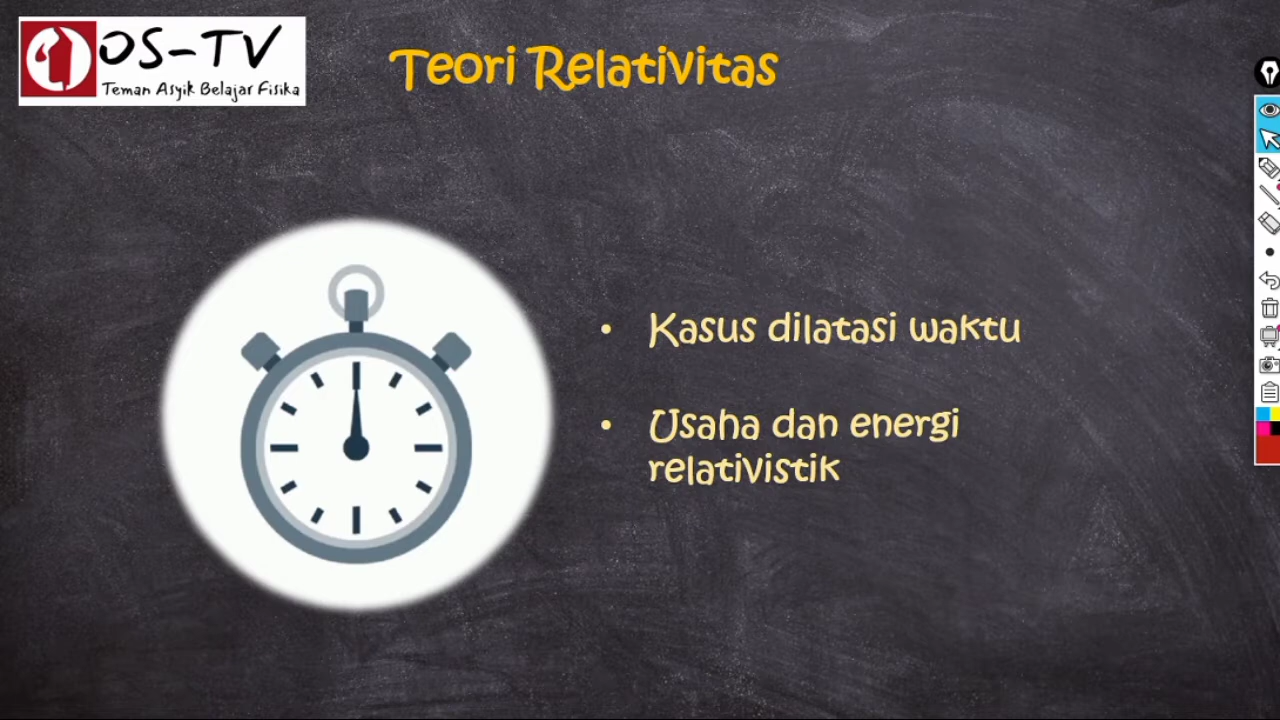 OS-TV
Teman Asyik Belajar Fisika
Teori Relativitas
• Kasus dilatasi waktu
• Usaha dan energi
relativistik